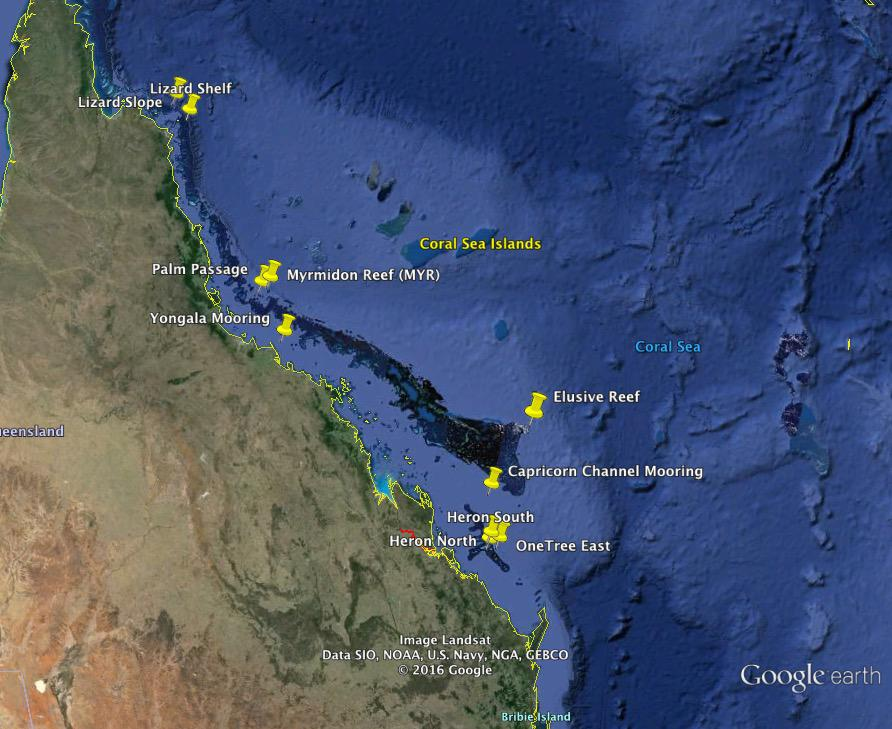 Lizard Shelf
Lizard Slope
Coral Sea Islands
Palm Passage
Myrmidon Reef (MYR)
Yongala Mooring
Coral Sea
Elusive Reef
eensland
Capricorn Channel Mooring
Heron South
Heron North
OneTree East
Image Landsat
Data SIO, NOAA, U.S. Navy, NGA, GEBCO
© 2016 Google
Google earth
Bribie Island